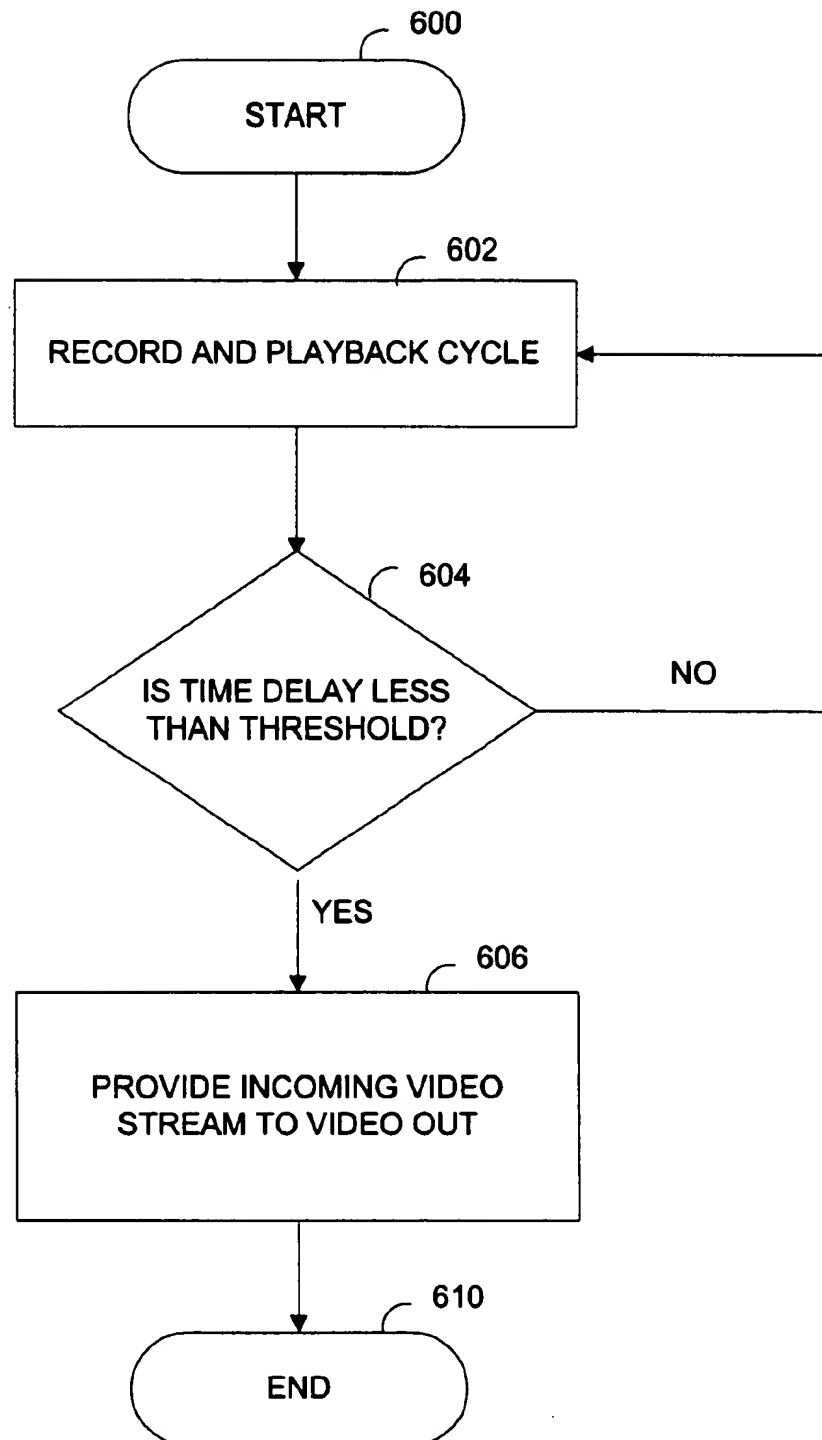 600
START
602
RECORD AND PLAYBACK CYCLE
604
IS TIME DELAY LESS
THAN THRESHOLD?
NO
YES
606
PROVIDE INCOMING VIDEO
STREAM TO VIDEO OUT
610
END